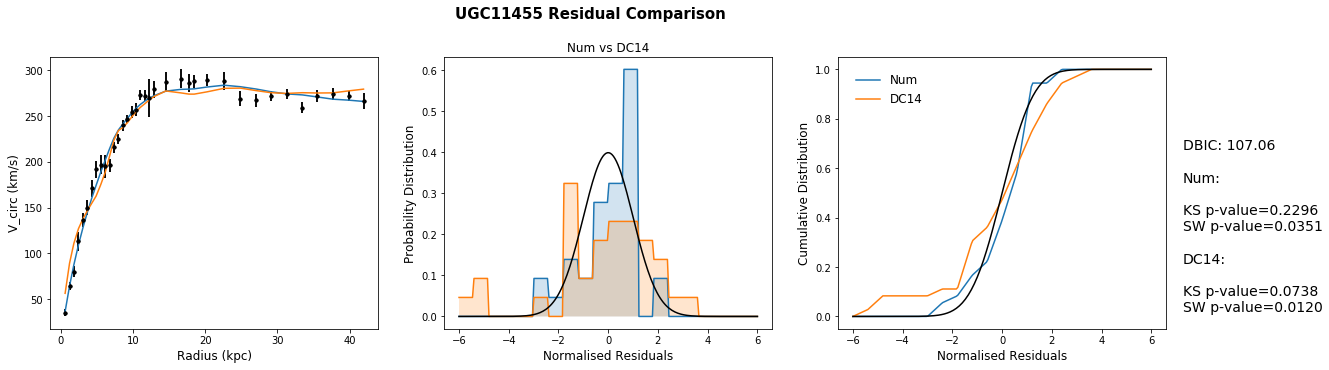 UGC11455 Residual Comparison
V_circ (km/s)
300
250
200
150
100
50
0
10
20
30
40
Radius (kpc)
Num vs DC14
Probability Distribution
0.6
0.5
0.4
0.3
0.2
0.1
0.0
−6
−4
−2
0
2
4
6
Normalised Residuals
Cumulative Distribution
1.0
0.8
0.6
0.4
0.2
0.0
Num
DC14
−6
−4
−2
0
2
4
6
Normalised Residuals
DBIC: 107.06
Num:
KS p-value=0.2296
SW p-value=0.0351
DC14:
KS p-value=0.0738
SW p-value=0.0120